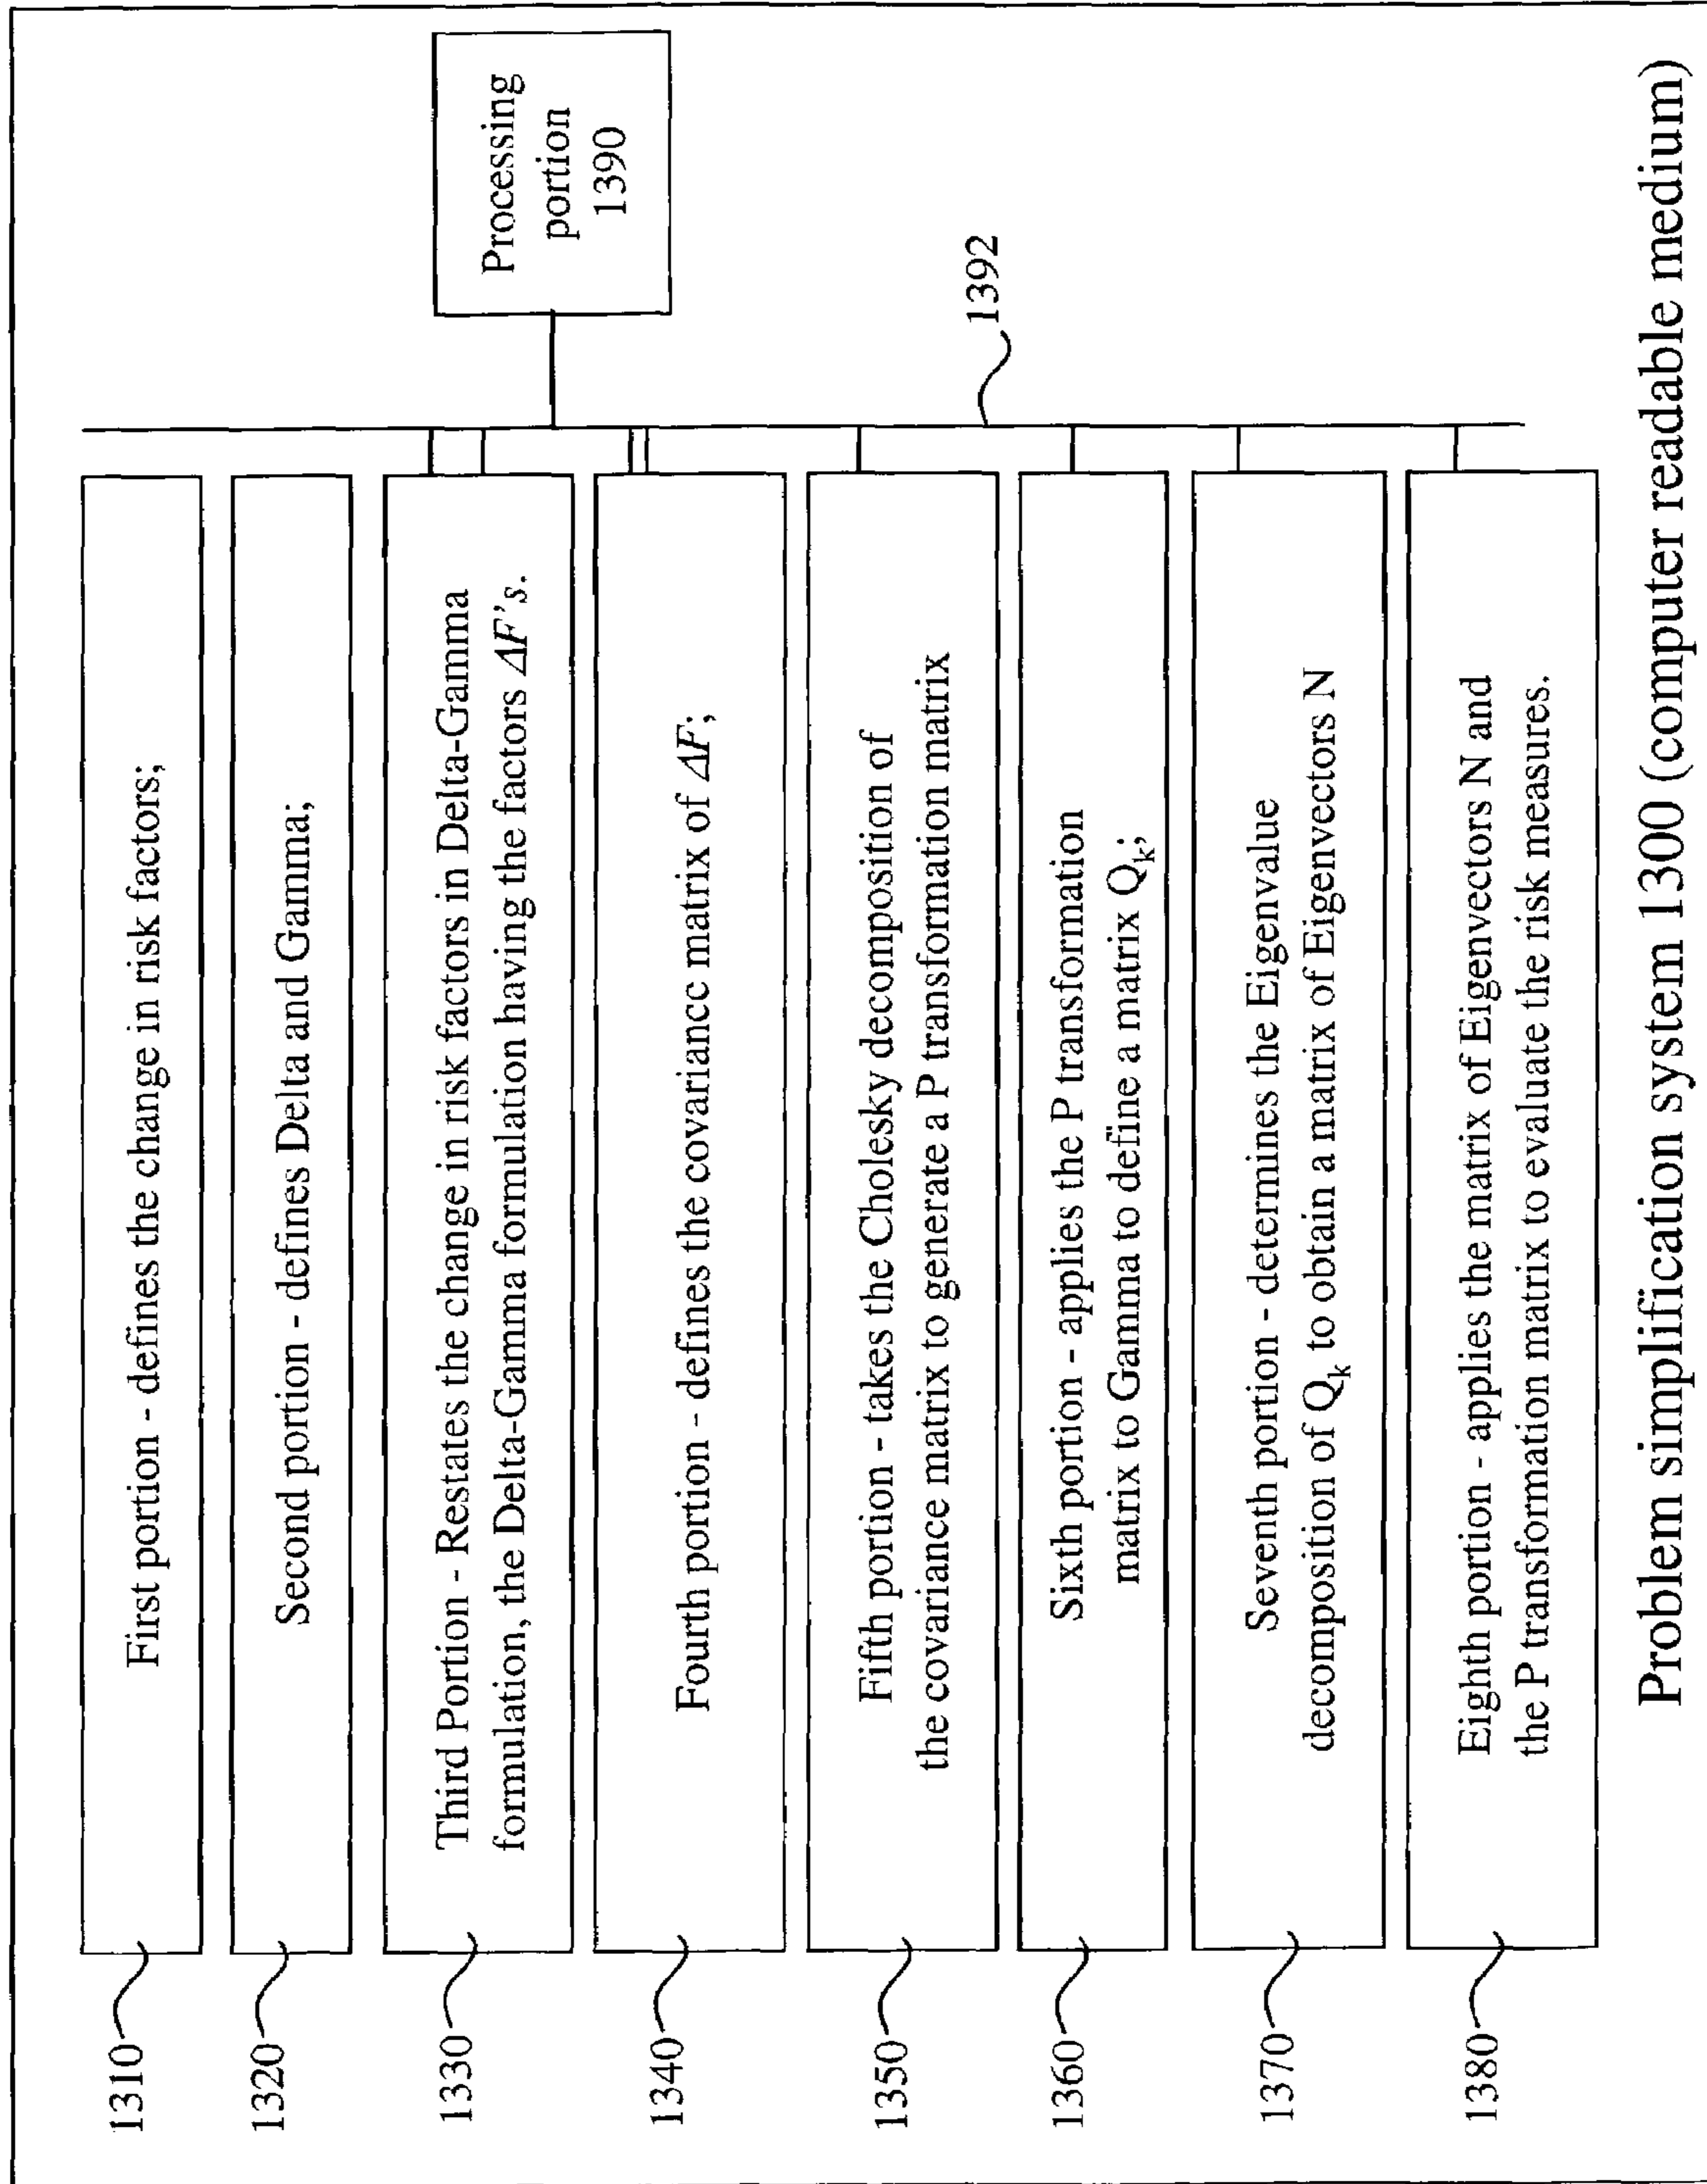 1310
First portion - defines the change in risk factors;
1320
Second portion - defines Delta and Gamma;
1330
Third Portion - Restates the change in risk factors in Delta-Gamma
formulation, the Delta-Gamma formulation having the factors ΔF's.
1340
Fourth portion - defines the covariance matrix of ΔF;
1350
Fifth portion - takes the Cholesky decomposition of
the covariance matrix to generate a P transformation matrix
1360
Sixth portion - applies the P transformation
matrix to Gamma to define a matrix Qk;
1370
Seventh portion - determines the Eigenvalue
decomposition of Qk to obtain a matrix of Eigenvectors N
1380
Eighth portion - applies the matrix of Eigenvectors N and
the P transformation matrix to evaluate the risk measures.
Processing
portion
1390
1392
Problem simplification system 1300 (computer readable medium)